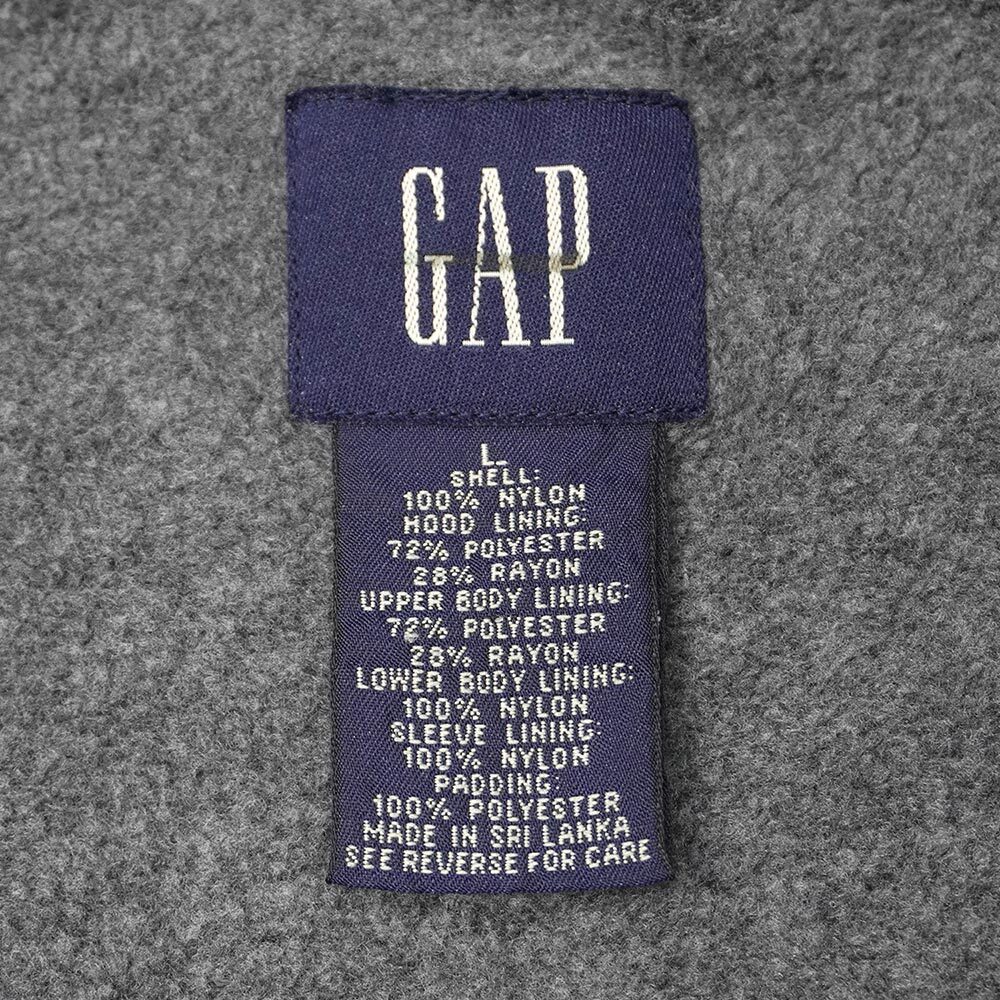 GAP
L
SHELL:
100% NYLON
HOOD LINING:
72% POLYESTER
28% RAYON
UPPER BODY LINING:
72% POLYESTER
28% RAYON
LOWER BODY LINING:
100% NYLON
SLEEVE LINING:
100% NYLON
PADDING:
100% POLYESTER
MADE IN SRI LANKA
SEE REVERSE FOR CARE